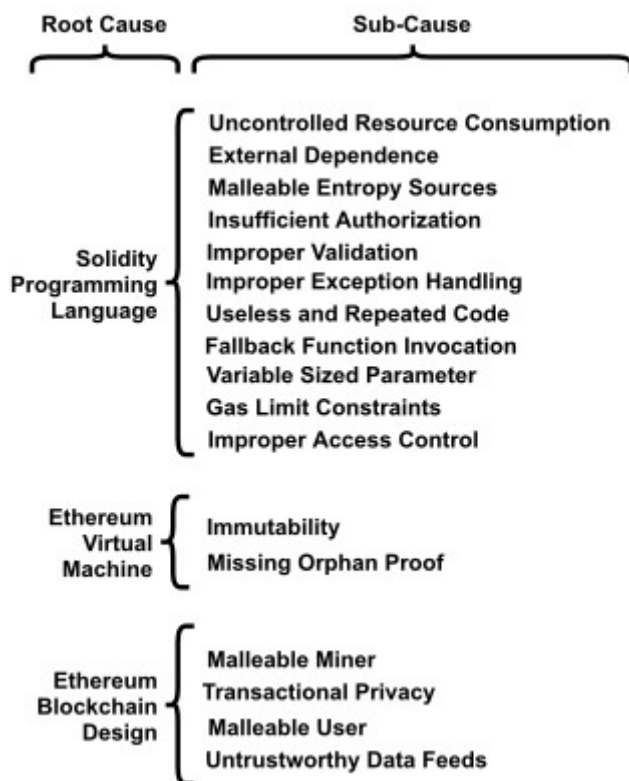 Root Cause
Sub-Cause
Solidity
Programming
Language
Uncontrolled Resource Consumption
External Dependence
Malleable Entropy Sources
Insufficient Authorization
Improper Validation
Improper Exception Handling
Useless and Repeated Code
Fallback Function Invocation
Variable Sized Parameter
Gas Limit Constraints
Improper Access Control
Ethereum
Virtual
Machine
Immutability
Missing Orphan Proof
Ethereum
Blockchain
Design
Malleable Miner
Transactional Privacy
Malleable User
Untrustworthy Data Feeds